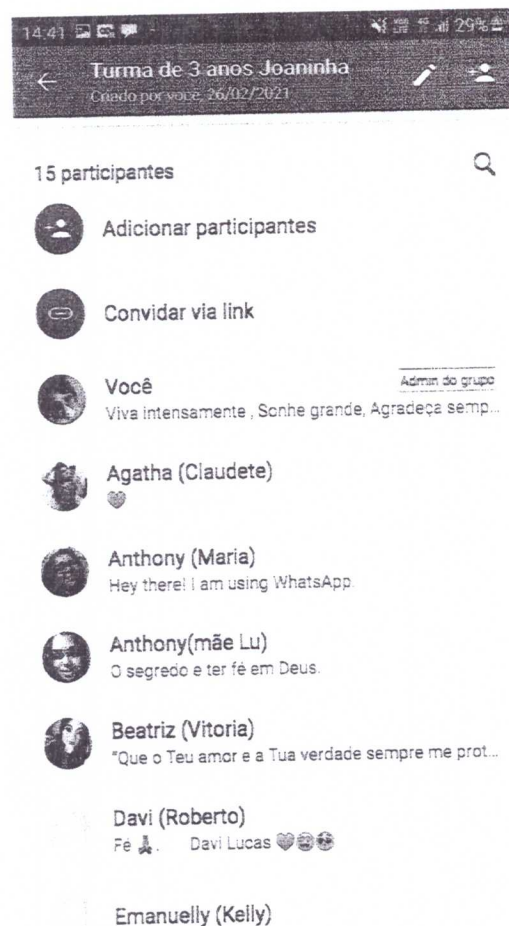 14:41 29%
Turma de 3 anos Joaninha
Criado por você, 26/02/2021
15 participantes
Adicionar participantes
Convidar via link
Você
Admin do grupo
Viva intensamente , Sonhe grande, Agradeça semp...
Agatha (Claudete)
🩷
Anthony (Maria)
Hey there! I am using WhatsApp.
Anthony(mãe Lu)
O segredo e ter fé em Deus.
Beatriz (Vitoria)
"Que o Teu amor e a Tua verdade sempre me prot...
Davi (Roberto)
Fé . Davi Lucas
Emanuelly (Kelly)